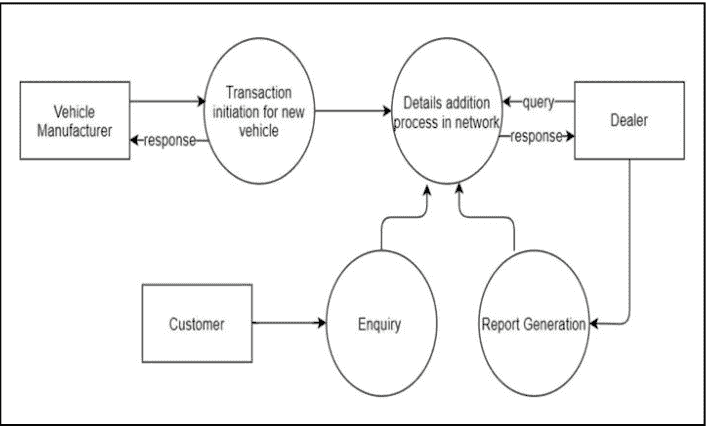 Vehicle
Manufacturer
response
Transaction
initiation for new
vehicle
Details addition
process in network
query
response
Dealer
Customer
Enquiry
Report Generation